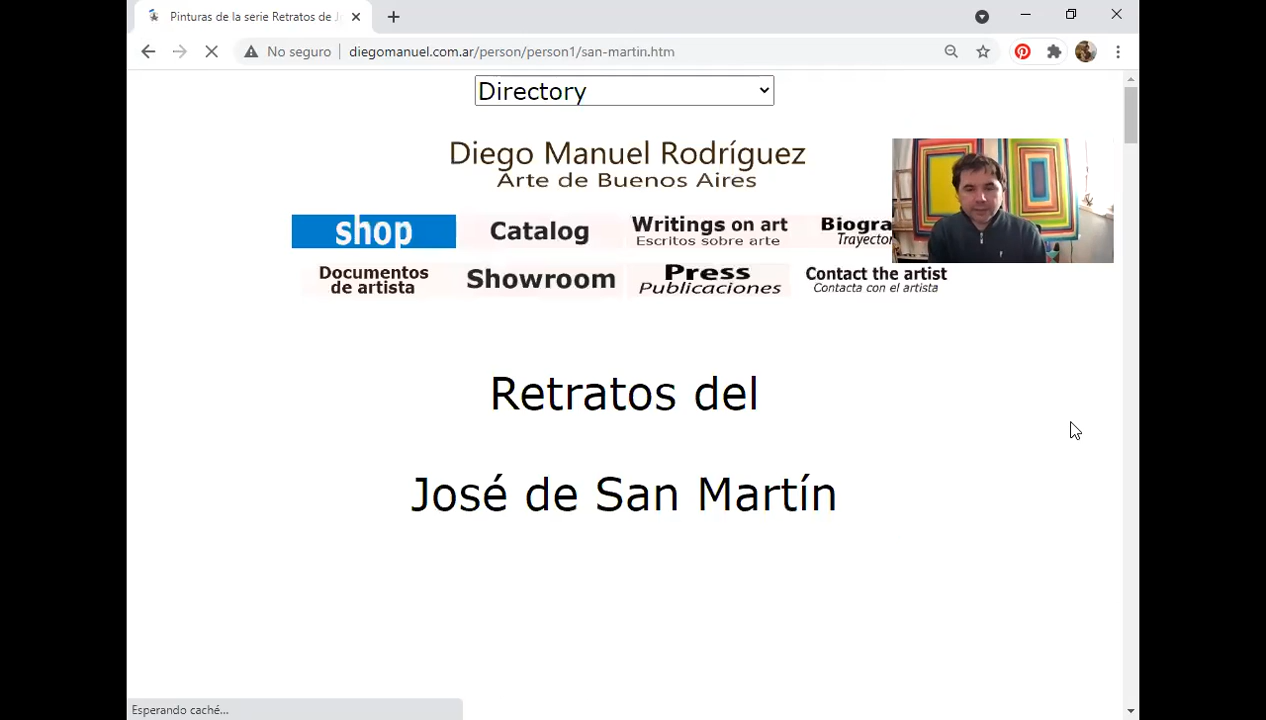 Pinturas de la serie Retratos de J
No seguro
diegomanuel.com.ar/person/person1/san-martin.htm
Directory
Diego Manuel Rodríguez
Arte de Buenos Aires
shop
Catalog
Writings on art
Escritos sobre arte
Biogra
Trayector
Documentos
de artista
Showroom
Press
Publicaciones
Contact the artist
Contacta con el artista
Retratos del
José de San Martín
Esperando caché...